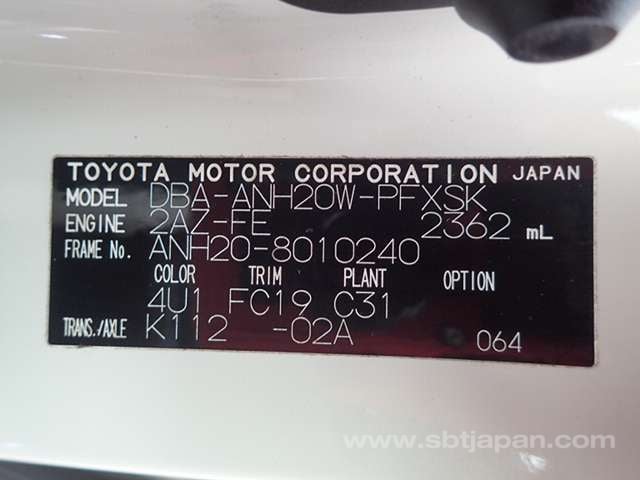 TOYOTA MOTOR CORPORATION JAPAN
MODEL DBA-ANH20W-PFXSK
ENGINE 2AZ-FE 2362 mL
FRAME No. ANH20-8010240
COLOR TRIM PLANT OPTION
4U1 FC19 C31
TRANS./AXLE K112 -02A 064
www.sbtjapan.com